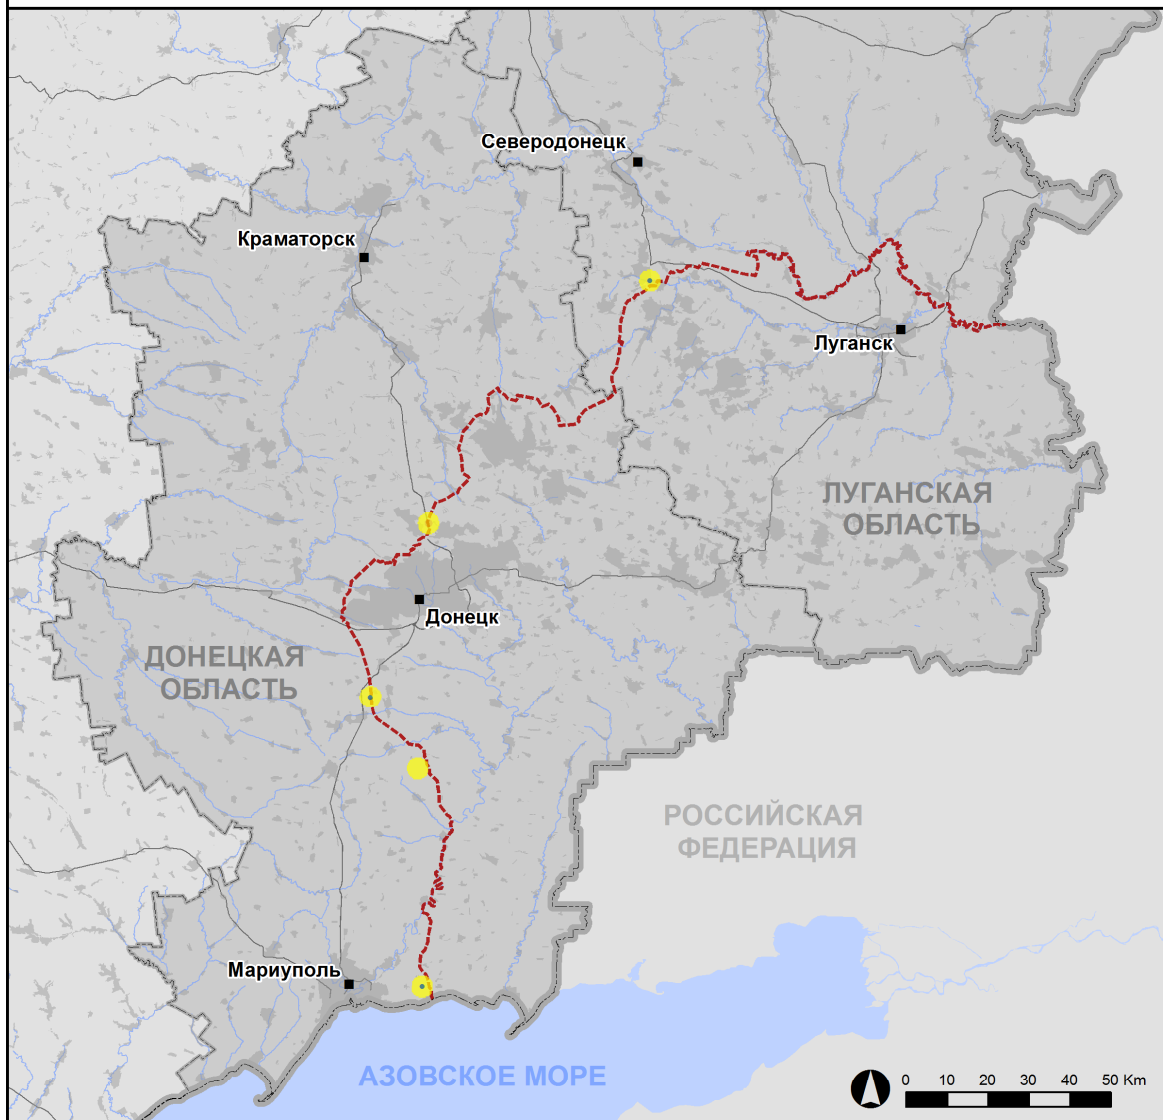 Северодонецк
Краматорск
Луганск
ЛУГАНСКАЯ
ОБЛАСТЬ
Донецк
ДОНЕЦКАЯ
ОБЛАСТЬ
РОССИЙСКАЯ
ФЕДЕРАЦИЯ
Мариуполь
АЗОВСКОЕ МОРЕ
0 10 20 30 40 50 Km